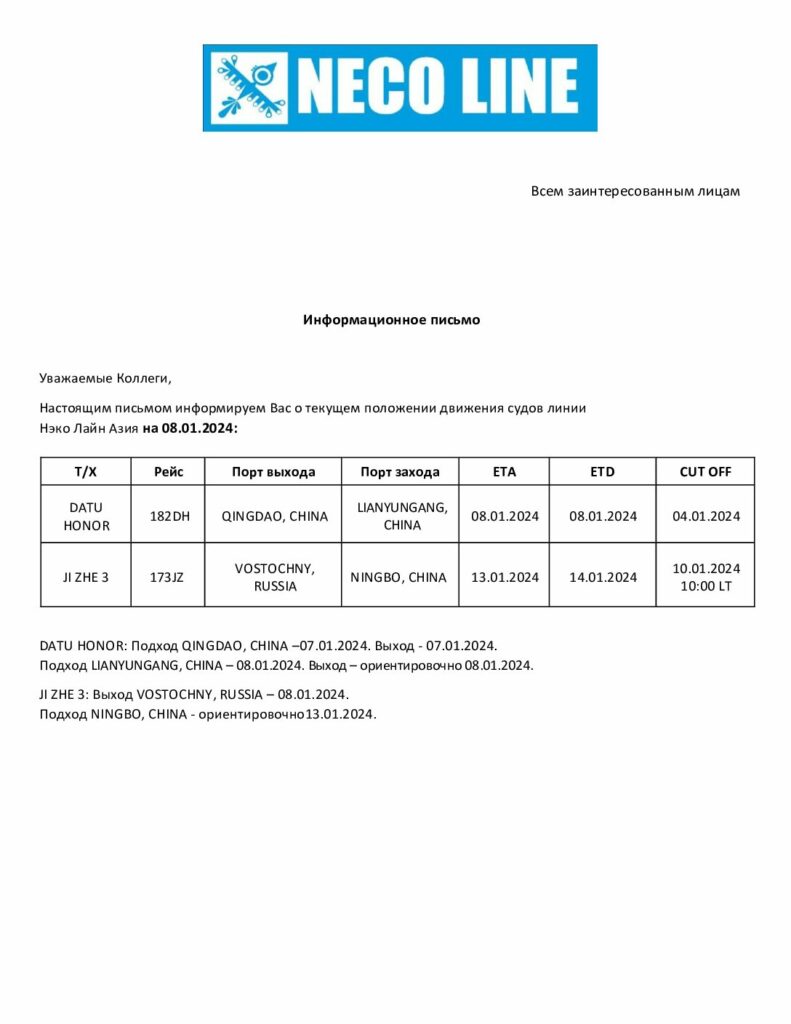 NECO LINE
Всем заинтересованным лицам
Информационное письмо
Уважаемые Коллеги,
Настоящим письмом информируем Вас о текущем положении движения судов линии
Нэко Лайн Азия на 08.01.2024:
Т/Х Рейс Порт выхода Порт захода ETA ETD CUT OFF
DATU HONOR 182DH QINGDAO, CHINA LIANYUNGANG, CHINA 08.01.2024 08.01.2024 04.01.2024
JI ZHE 3 173JZ VOSTOCHNY, RUSSIA NINGBO, CHINA 13.01.2024 14.01.2024 10.01.2024 10:00 LT
DATU HONOR: Подход QINGDAO, CHINA –07.01.2024. Выход - 07.01.2024.
Подход LIANYUNGANG, CHINA – 08.01.2024. Выход – ориентировочно 08.01.2024.
JI ZHE 3: Выход VOSTOCHNY, RUSSIA – 08.01.2024.
Подход NINGBO, CHINA - ориентировочно13.01.2024.